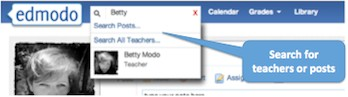 edmodo
Betty X
Calendar Grades Library
Search Posts...
Search All Teachers...
Betty Modo
Teacher
Search for
teachers or posts